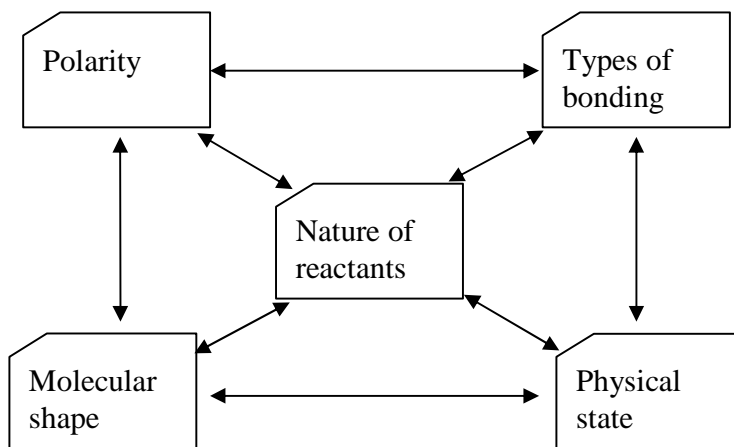 Polarity
Types of
bonding
Nature of
reactants
Molecular
shape
Physical
state